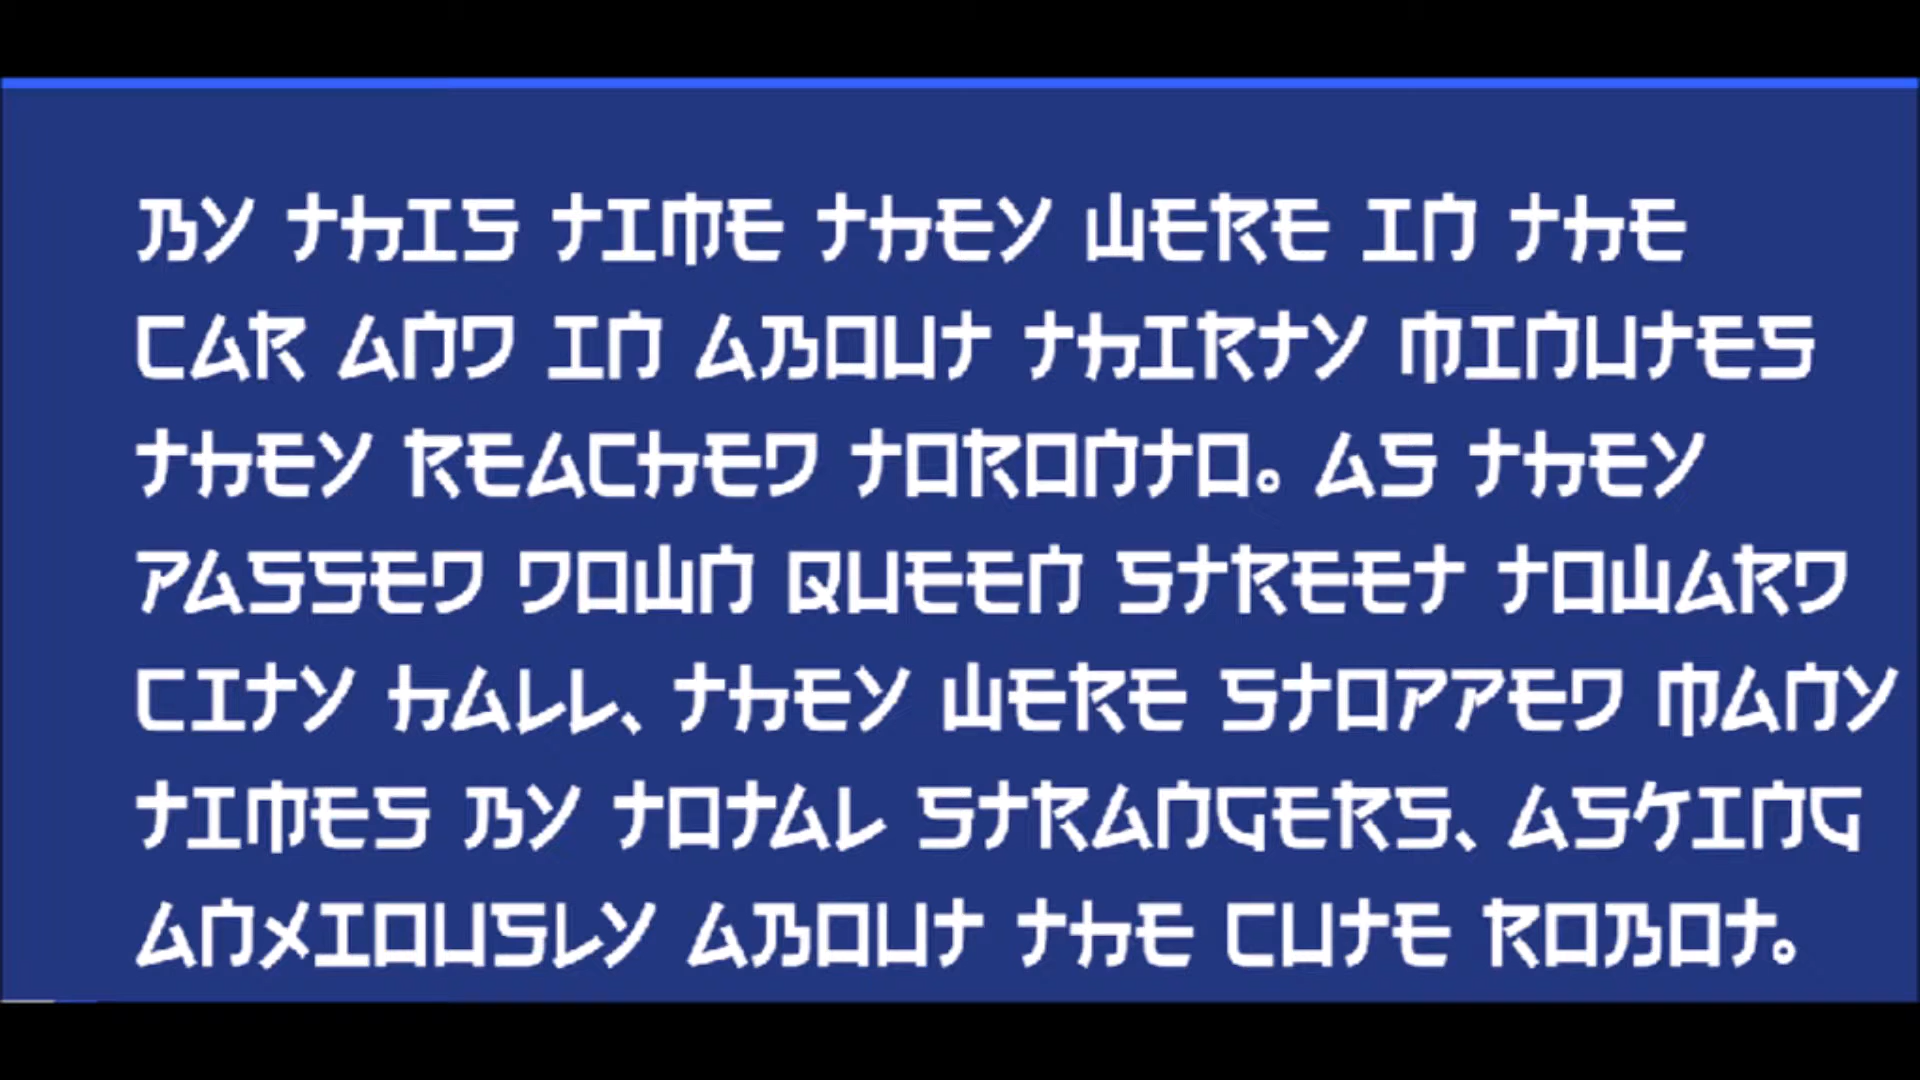 BY THIS TIME THEY WERE IN THE
CAR AND IN ABOUT THIRTY MINUTES
THEY REACHED TORONTO。 AS THEY
PASSED DOWN QUEEN STREET TOWARD
CITY HALL、 THEY WERE STOPPED MANY
TIMES BY TOTAL STRANGERS、 ASKING
ANXIOUSLY ABOUT THE CUTE ROBOT。